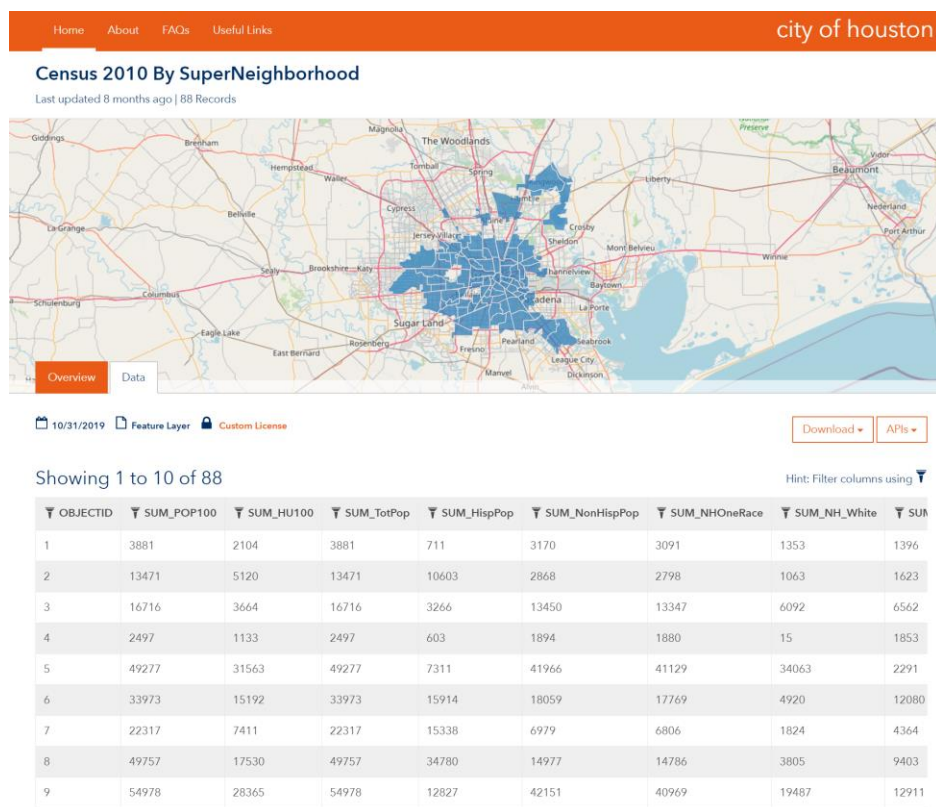 Home About FAQs Useful Links city of houston
Census 2010 By SuperNeighborhood
Last updated 8 months ago | 88 Records
Giddings
Brenham
Magnolia
The Woodlands
Preserve
Hempstead
Waller
Tomball
Spring
Liberty
Vidor
Beaumont
Bellville
Cypress
Crosby
Nederland
La Grange
Jersey Village
Sheldon
Mont Belvieu
Port Arthur
Sealy
Brookshire
Katy
Channelview
Baytown
Winnie
Schulenburg
Columbus
La Porte
Eagle Lake
Sugar Land
East Bernard
Rosenberg
Fresno
Pearland
Seabrook
League City
Manvel
Dickinson
Alvin
Overview Data
10/31/2019 Feature Layer Custom License Download APIs
Showing 1 to 10 of 88 Hint: Filter columns using
OBJECTID SUM_POP100 SUM_HU100 SUM_TotPop SUM_HispPop SUM_NonHispPop SUM_NHOneRace SUM_NH_White SUM
1 3881 2104 3881 711 3170 3091 1353 1396
2 13471 5120 13471 10603 2868 2798 1063 1623
3 16716 3664 16716 3266 13450 13347 6092 6562
4 2497 1133 2497 603 1894 1880 15 1853
5 49277 31563 49277 7311 41966 41129 34063 2291
6 33973 15192 33973 15914 18059 17769 4920 12080
7 22317 7411 22317 15338 6979 6806 1824 4364
8 49757 17530 49757 34780 14977 14786 3805 9403
9 54978 28365 54978 12827 42151 40969 19487 12911